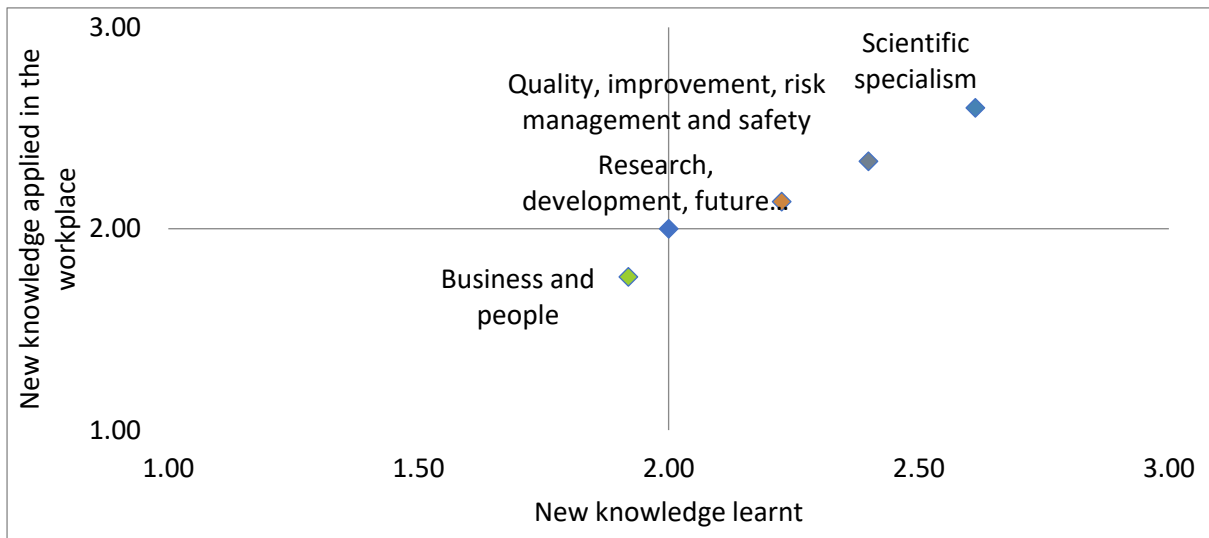 New knowledge applied in the
workplace
3.00
2.00
1.00
Scientific
specialism
Quality, improvement, risk
management and safety
Research,
development, future...
Business and
people
1.00
1.50
2.00
2.50
3.00
New knowledge learnt